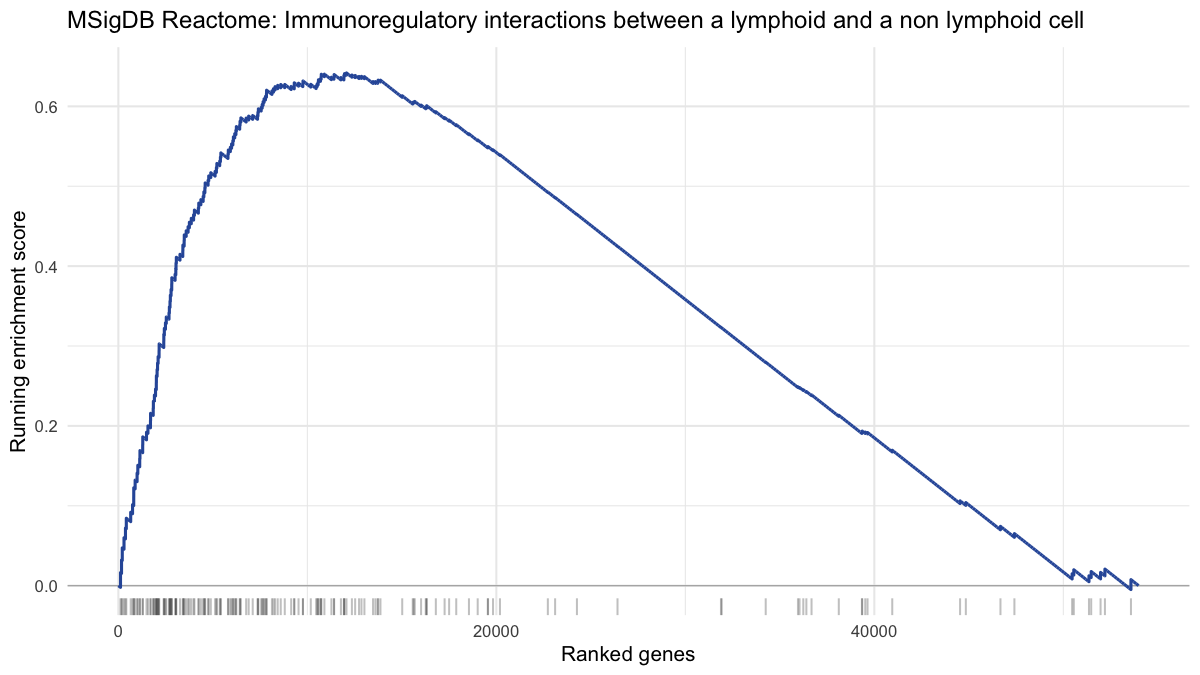 MSigDB Reactome: Immunoregulatory interactions between a lymphoid and a non lymphoid cell
Running enrichment score
0.6
0.4
0.2
0.0
0
20000
40000
Ranked genes